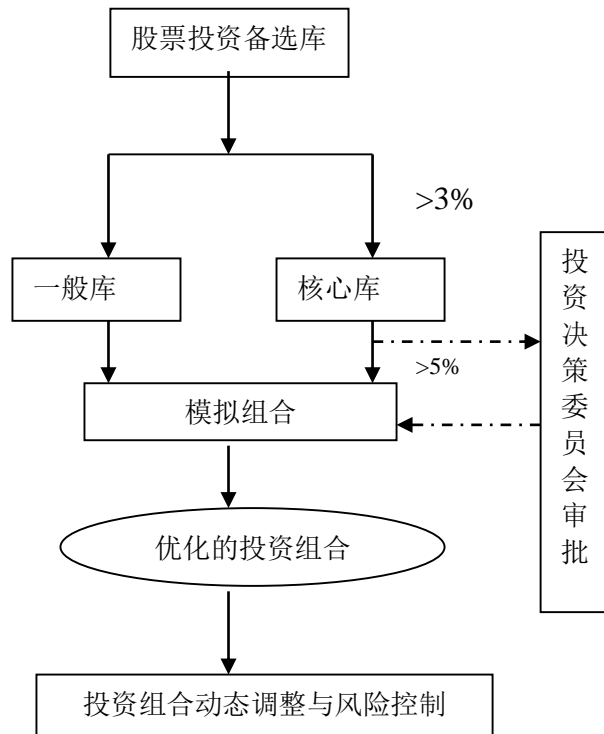 股票投资备选库
>3%
一般库
核心库
投资决策委员会审批
>5%
模拟组合
优化的投资组合
投资组合动态调整与风险控制